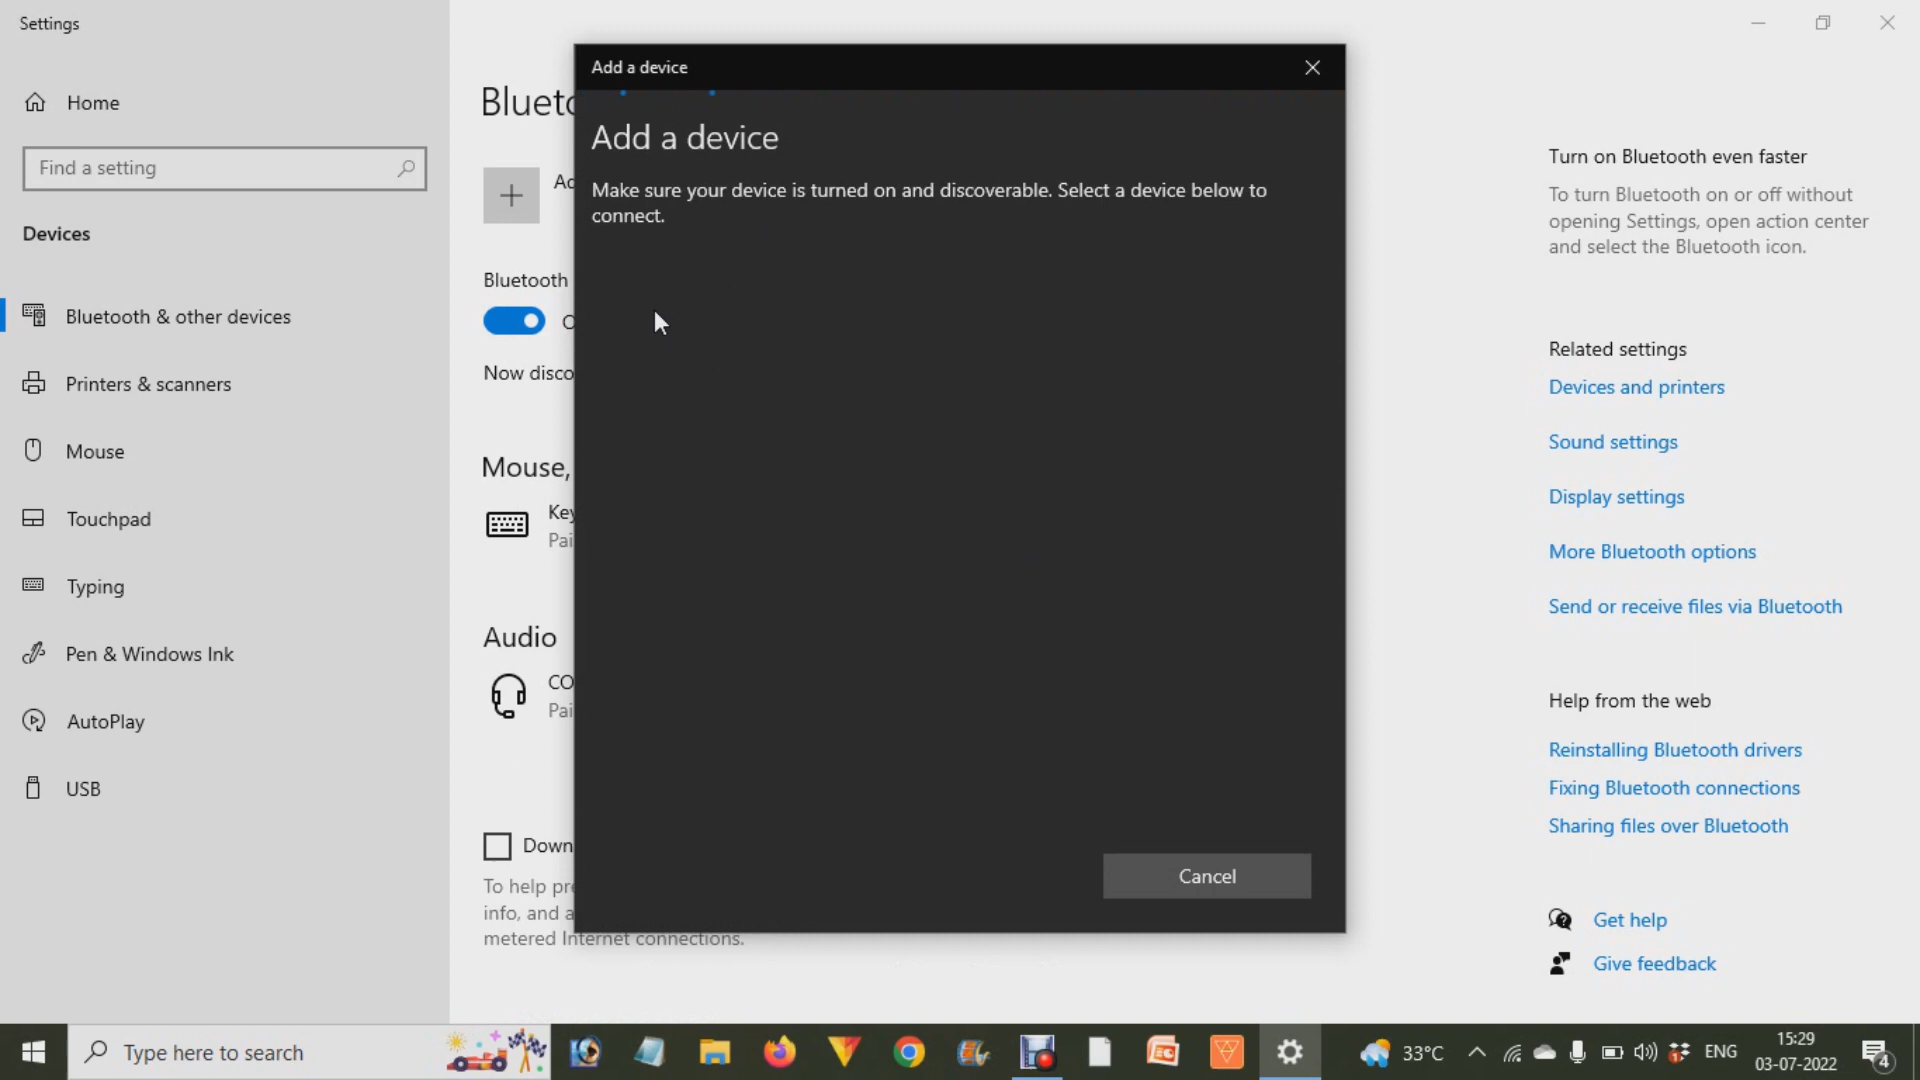 Settings
Home
Find a setting
Devices
Bluetooth & other devices
Printers & scanners
Mouse
Touchpad
Typing
Pen & Windows Ink
AutoPlay
USB
Bluetooth
Now disco
Mouse,
Audio
CO
Down
To help pre
info, and a
metered Internet connections.
Add a device
Add a device
Make sure your device is turned on and discoverable. Select a device below to
connect.
Cancel
Turn on Bluetooth even faster
To turn Bluetooth on or off without
opening Settings, open action center
and select the Bluetooth icon.
Related settings
Devices and printers
Sound settings
Display settings
More Bluetooth options
Send or receive files via Bluetooth
Help from the web
Reinstalling Bluetooth drivers
Fixing Bluetooth connections
Sharing files over Bluetooth
Get help
Give feedback
Type here to search
33°C
ENG
15:29
03-07-2022
4